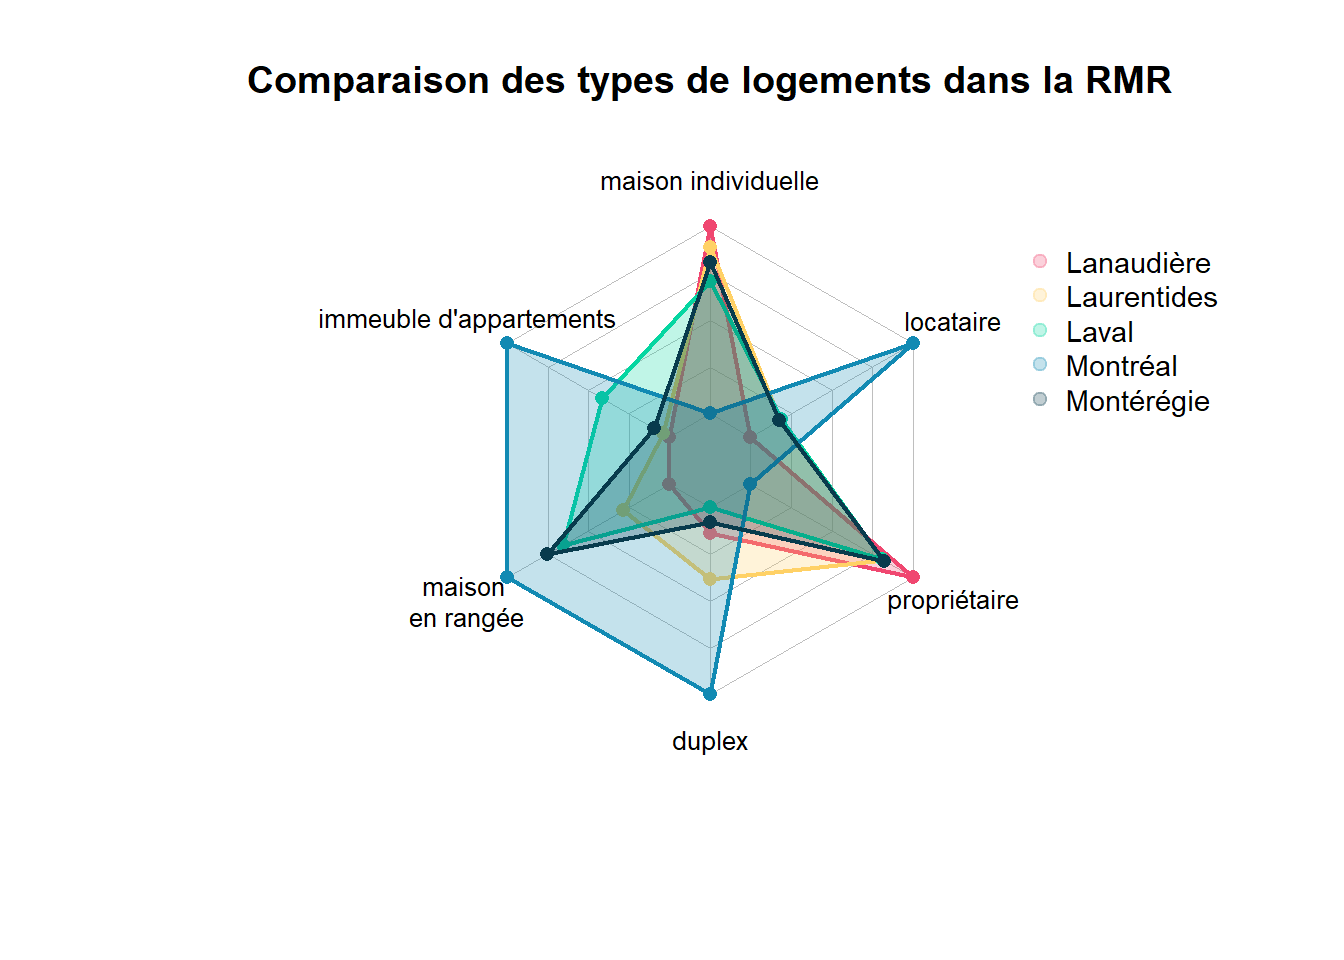 Comparaison des types de logements dans la RMR
maison individuelle
immeuble d'appartements
locataire
Lanaudière
Laurentides
Laval
Montréal
Montérégie
maison
en rangée
propriétaire
duplex